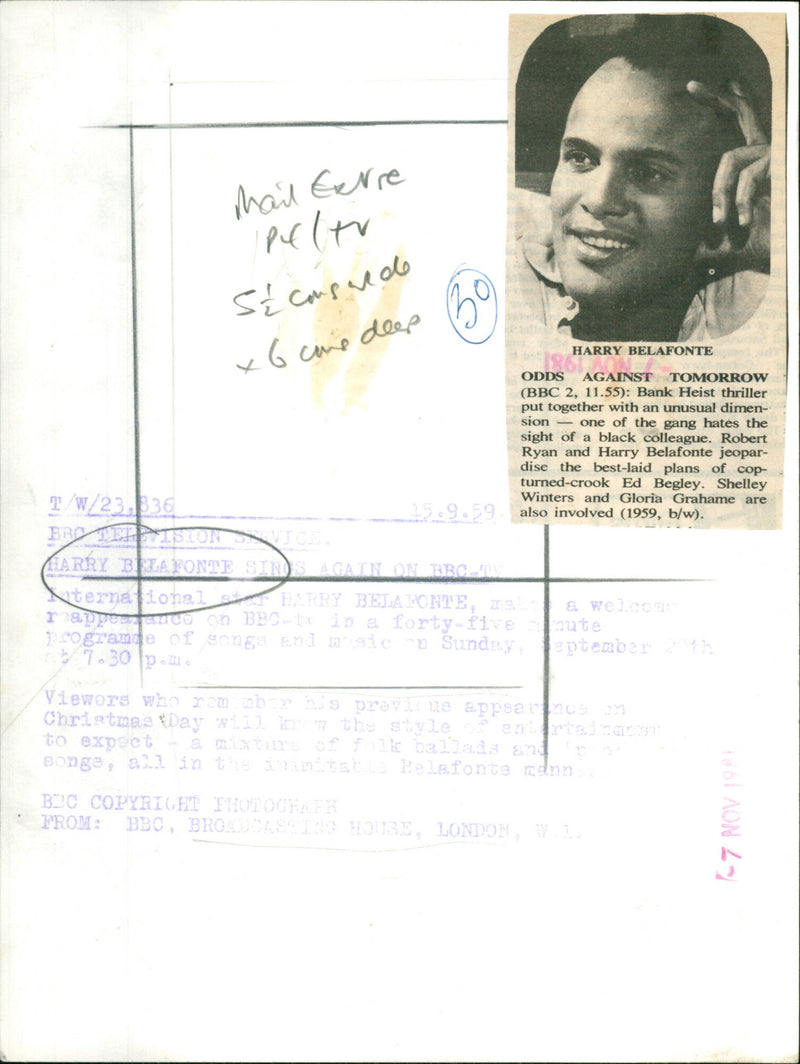 Mail Extra
5½ cms wide
x 6 cms deep
30
HARRY BELAFONTE
ODDS AGAINST TOMORROW
(BBC 2, 11.55): Bank Heist thriller
put together with an unusual dimen-
sion — one of the gang hates the
sight of a black colleague. Robert
Ryan and Harry Belafonte jeopar-
dise the best-laid plans of cop-
turned-crook Ed Begley. Shelley
Winters and Gloria Grahame are
also involved (1959, b/w).
-7 NOV 1981
T/W/23,836 15.9.59.
BBC TELEVISION SERVICE.
HARRY BELAFONTE SINGS AGAIN ON BBC-TV
International star HARRY BELAFONTE, makes a welcome
reappearance on BBC-tv in a forty-five minute
programme of songs and music on Sunday, September 20th
at 7.30 p.m.
Viewers who remember his previous appearance on
Christmas Day will know the style of entertainment
to expect - a mixture of folk ballads and
songs, all in the inimitable Belafonte manner.
BBC COPYRIGHT PHOTOGRAPH
FROM: BBC, BROADCASTING HOUSE, LONDON, W.1.
-7 NOV 1981